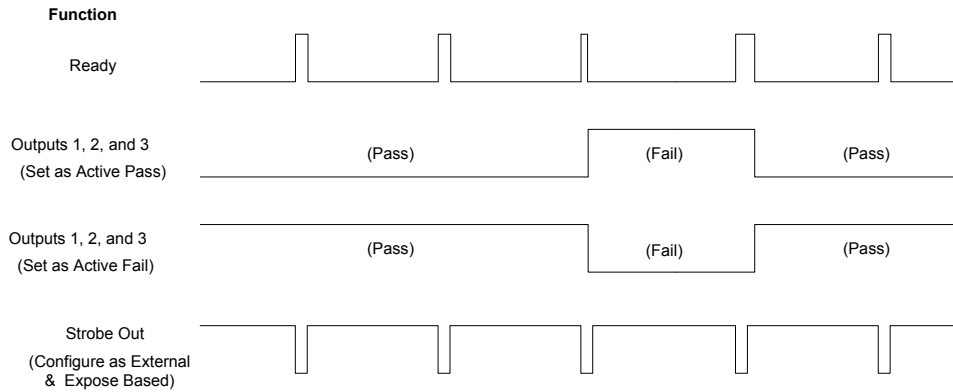 Function
Ready
Outputs 1, 2, and 3
(Set as Active Pass)
(Pass)
(Fail)
(Pass)
Outputs 1, 2, and 3
(Set as Active Fail)
(Pass)
(Fail)
(Pass)
Strobe Out
(Configure as External
& Expose Based)